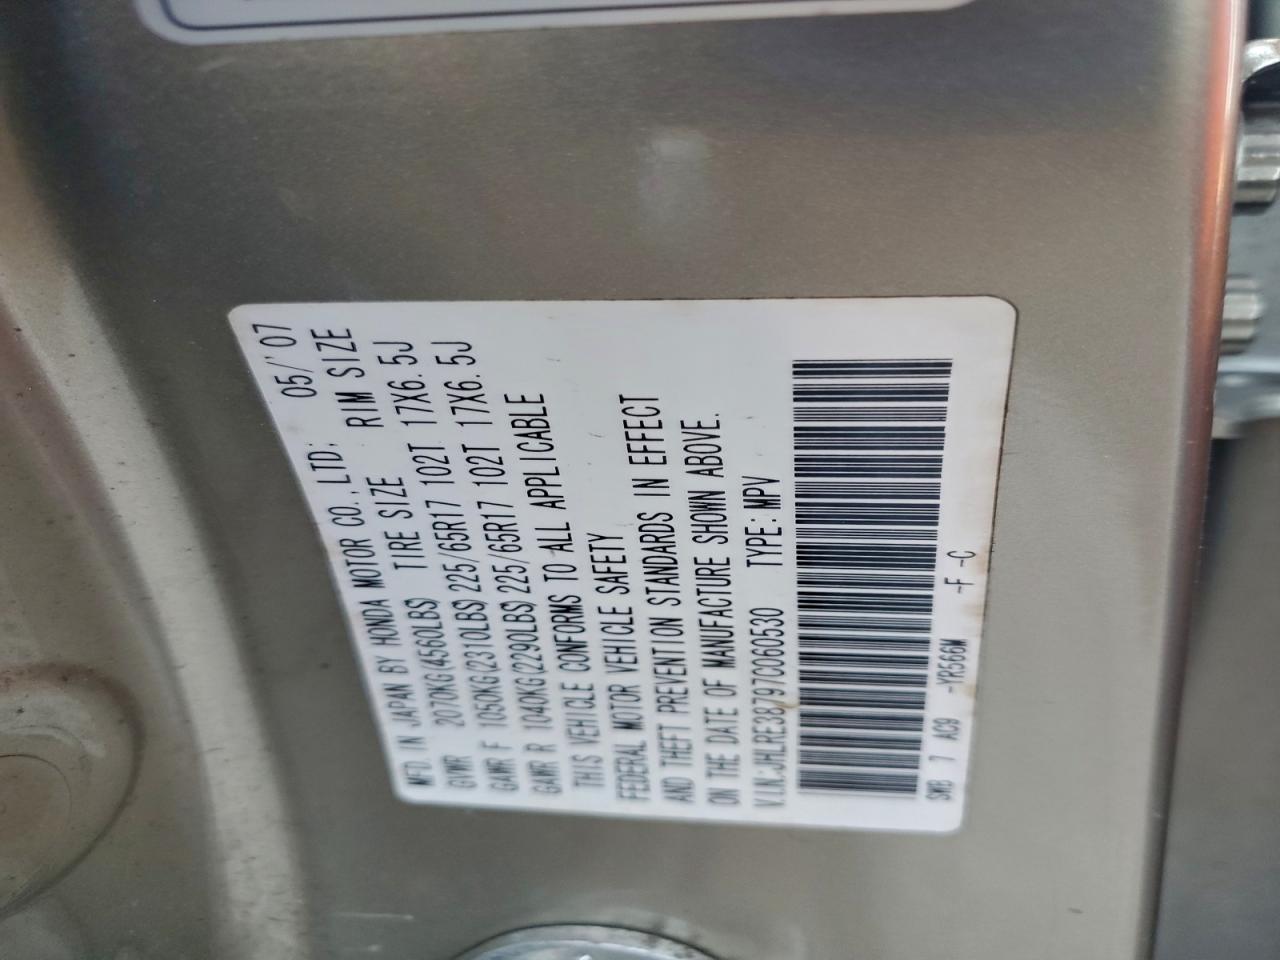 MFD. IN JAPAN BY HONDA MOTOR CO., LTD. 05/'07
GVWR 2070KG(4560LBS) TIRE SIZE RIM SIZE
GAWR F 1050KG(2310LBS) 225/65R17 102T 17X6.5J
GAWR R 1040KG(2290LBS) 225/65R17 102T 17X6.5J
THIS VEHICLE CONFORMS TO ALL APPLICABLE
FEDERAL MOTOR VEHICLE SAFETY
AND THEFT PREVENTION STANDARDS IN EFFECT
ON THE DATE OF MANUFACTURE SHOWN ABOVE.
V.I.N.:JHLRE38797C060530 TYPE:MPV
SWB 7 AC9 -YR566M -F -C